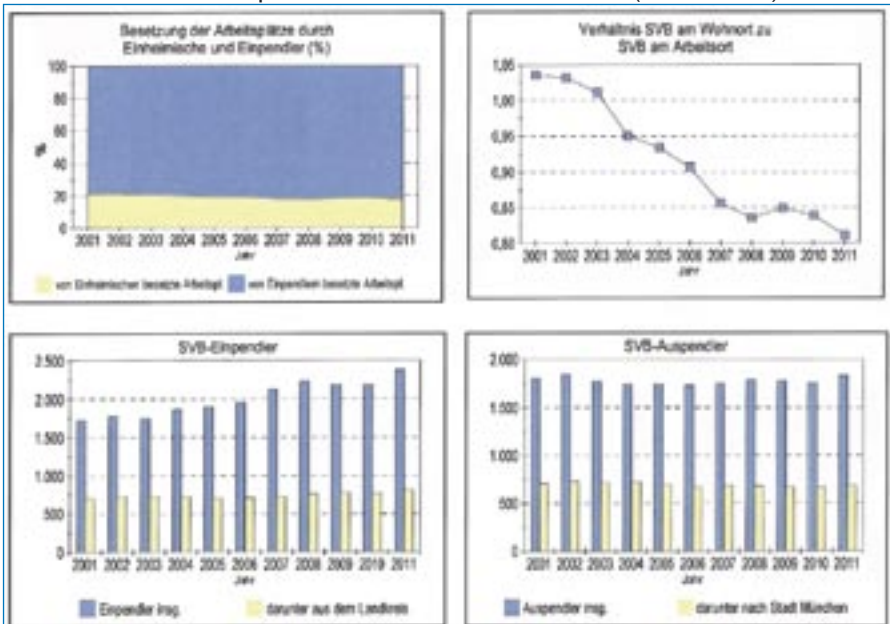 Besetzung der Arbeitsplätze durch
Einheimische und Einpendler (%)
100
80
60
40
20
0
%
2001 2002 2003 2004 2005 2006 2007 2008 2009 2010 2011
Jahr
von Einheimischen besetzte Arbeitspl.
von Einpendlern besetzte Arbeitspl.
Verhältnis SVB am Wohnort zu
SVB am Arbeitsort
1,05
1,00
0,95
0,90
0,85
0,80
2001 2002 2003 2004 2005 2006 2007 2008 2009 2010 2011
Jahr
SVB-Einpendler
2.500
2.000
1.500
1.000
500
0
2001 2002 2003 2004 2005 2006 2007 2008 2009 2010 2011
Jahr
Einpendler insg.
darunter aus dem Landkreis
SVB-Auspendler
2.000
1.500
1.000
500
0
2001 2002 2003 2004 2005 2006 2007 2008 2009 2010 2011
Jahr
Auspendler insg.
darunter nach Stadt München